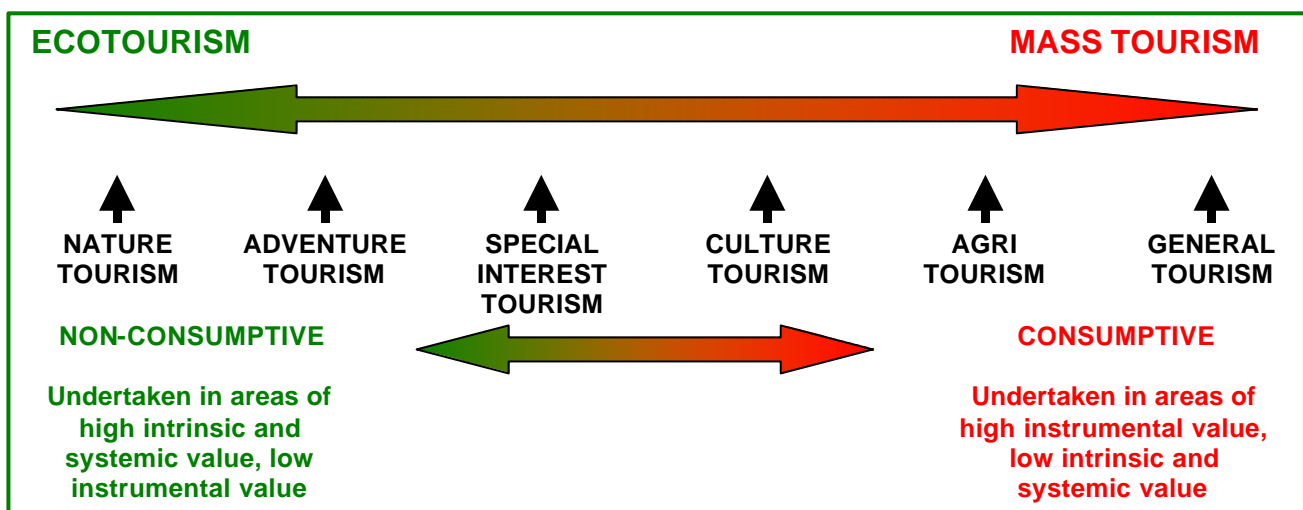 ECOTOURISM
MASS TOURISM
NATURE
TOURISM
ADVENTURE
TOURISM
SPECIAL
INTEREST
TOURISM
CULTURE
TOURISM
AGRI
TOURISM
GENERAL
TOURISM
NON-CONSUMPTIVE
CONSUMPTIVE
Undertaken in areas of
high intrinsic and
systemic value, low
instrumental value
Undertaken in areas of
high instrumental value,
low intrinsic and
systemic value